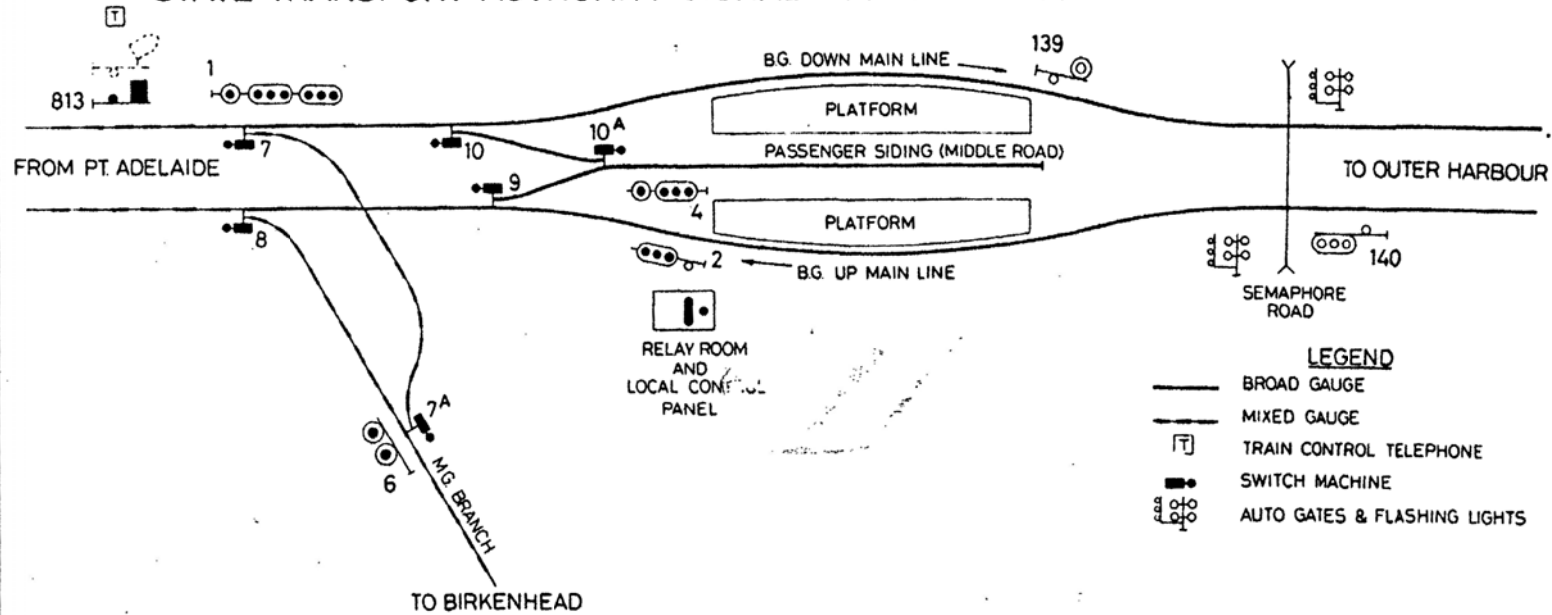 T
813
1
7
FROM PT. ADELAIDE
8
10
10A
9
B.G. DOWN MAIN LINE
139
PLATFORM
PASSENGER SIDING (MIDDLE ROAD)
4
PLATFORM
2
B.G. UP MAIN LINE
TO OUTER HARBOUR
140
SEMAPHORE
ROAD
RELAY ROOM
AND
LOCAL CONTROL
PANEL
7A
6
M.G. BRANCH
TO BIRKENHEAD
LEGEND
BROAD GAUGE
MIXED GAUGE
T
TRAIN CONTROL TELEPHONE
SWITCH MACHINE
AUTO GATES & FLASHING LIGHTS